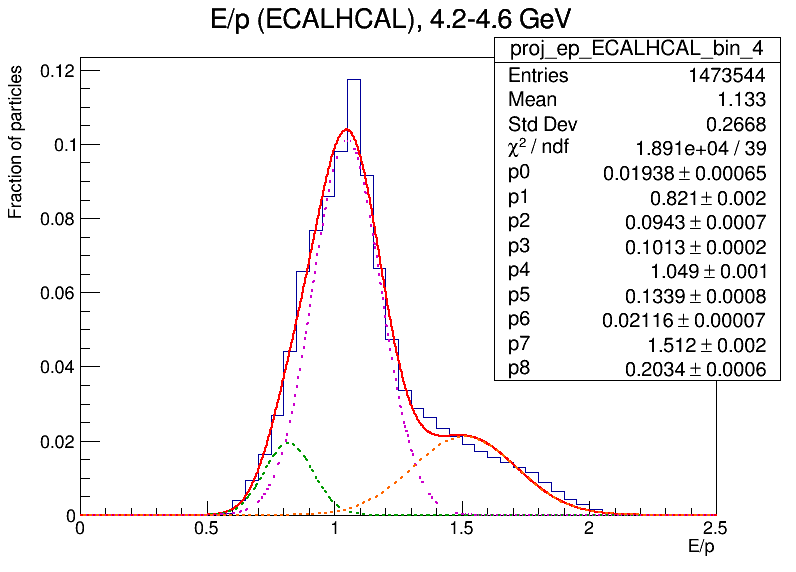 E/p (ECALHCAL), 4.2-4.6 GeV
proj_ep_ECALHCAL_bin_4
Entries 1473544
Mean 1.133
Std Dev 0.2668
χ² / ndf 1.891e+04 / 39
p0 0.01938 ± 0.00065
p1 0.821 ± 0.002
p2 0.0943 ± 0.0007
p3 0.1013 ± 0.0002
p4 1.049 ± 0.001
p5 0.1339 ± 0.0008
p6 0.02116 ± 0.00007
p7 1.512 ± 0.002
p8 0.2034 ± 0.0006
Fraction of particles
0.12
0.1
0.08
0.06
0.04
0.02
0
0 0.5 1 1.5 2 2.5
E/p